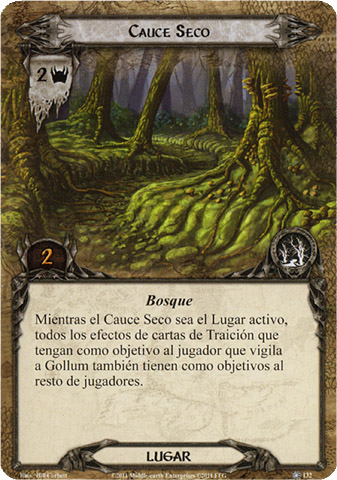 Cauce Seco
2
2
Bosque
Mientras el Cauce Seco sea el Lugar activo,
todos los efectos de cartas de Traición que
tengan como objetivo al jugador que vigila
a Gollum también tienen como objetivos al
resto de jugadores.
LUGAR
©2011 Middle-earth Enterprises ©2011 FFG
132